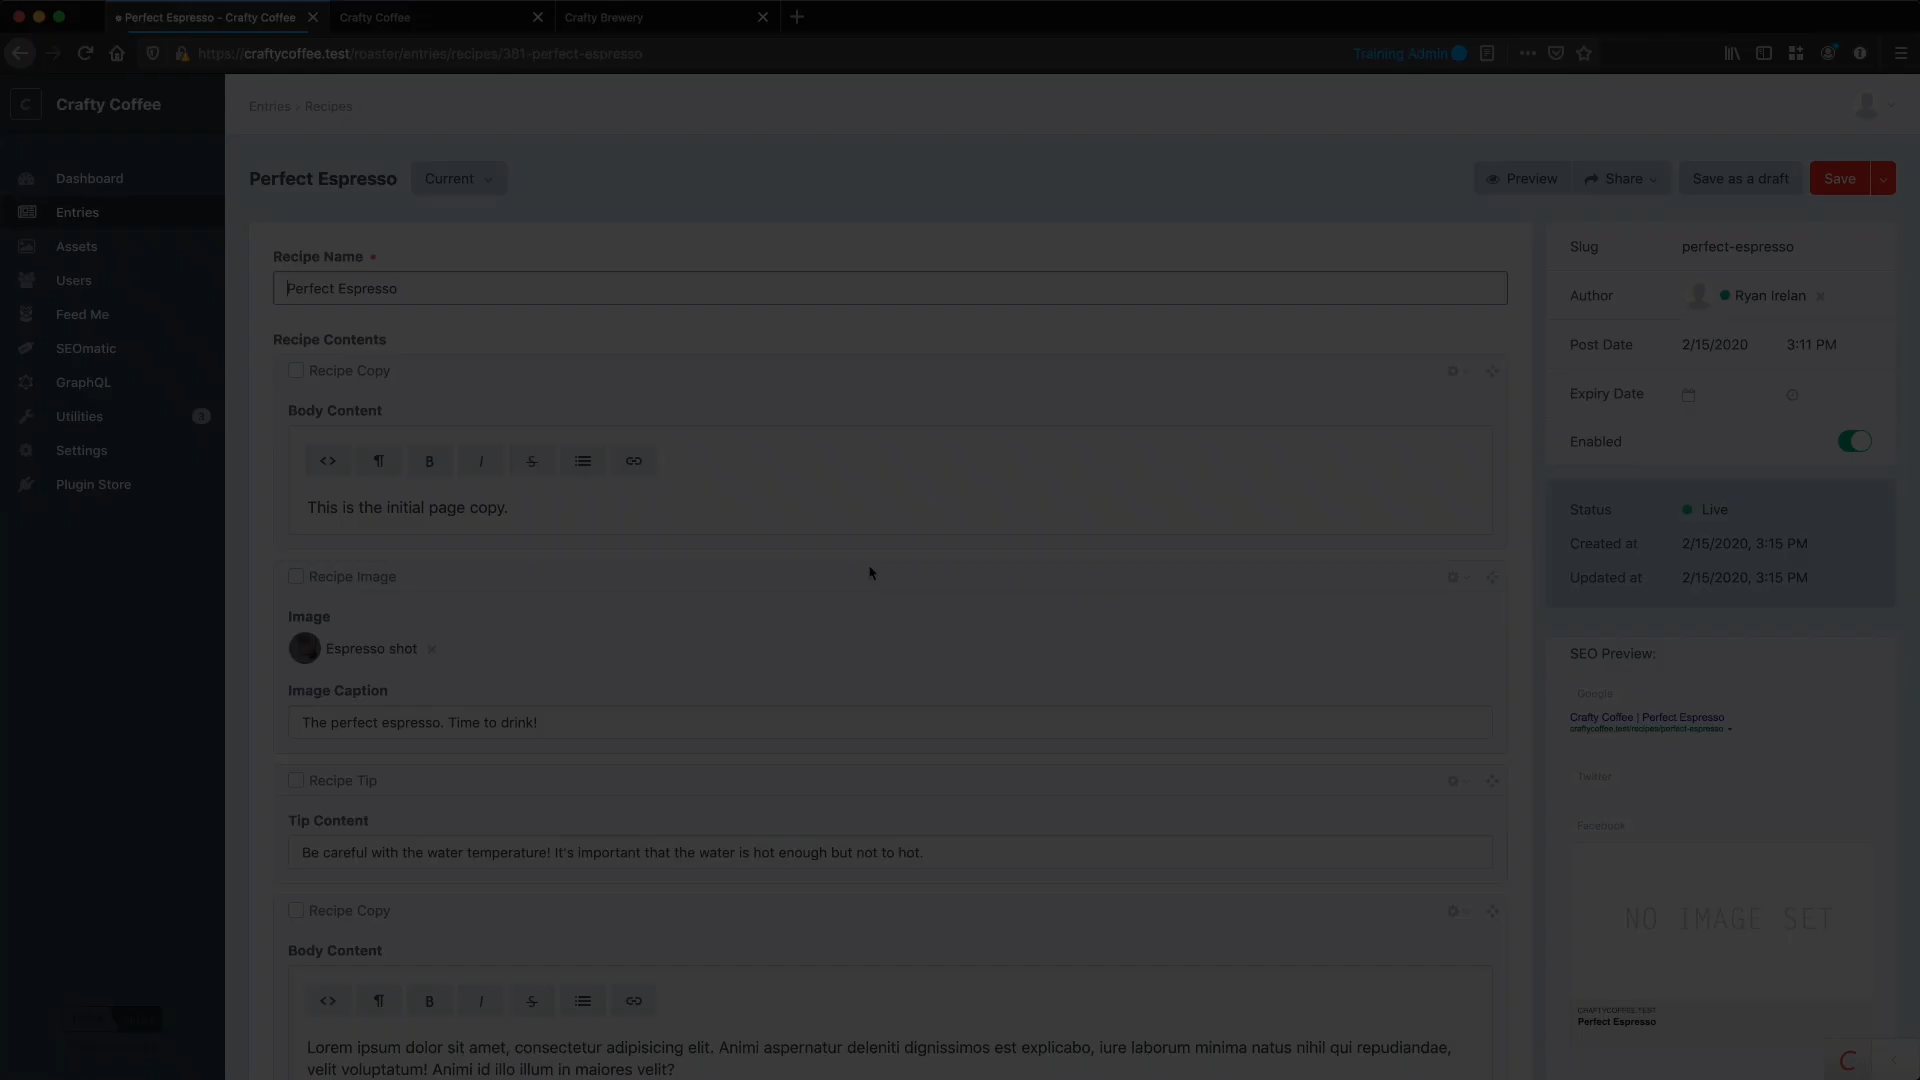 Perfect Espresso - Crafty Coffee
Crafty Coffee
Crafty Brewery
https://craftycoffee.test/roaster/entries/recipes/381-perfect-espresso
Training Admin
C
Crafty Coffee
Entries › Recipes
Dashboard
Entries
Assets
Users
Feed Me
SEOmatic
GraphQL
Utilities
3
Settings
Plugin Store
Perfect Espresso
Current
Preview
Share
Save as a draft
Save
Recipe Name
Perfect Espresso
Recipe Contents
Recipe Copy
Body Content
<> ¶ B I S
This is the initial page copy.
Recipe Image
Image
Espresso shot
Image Caption
The perfect espresso. Time to drink!
Recipe Tip
Tip Content
Be careful with the water temperature! It's important that the water is hot enough but not to hot.
Recipe Copy
Body Content
<> ¶ B I S
Lorem ipsum dolor sit amet, consectetur adipisicing elit. Animi aspernatur deleniti dignissimos est explicabo, iure laborum minima natus nihil qui repudiandae,
velit voluptatum! Animi id illo illum in maiores velit?
Slug
perfect-espresso
Author
Ryan Irelan
Post Date
2/15/2020
3:11 PM
Expiry Date
Enabled
Status
Live
Created at
2/15/2020, 3:15 PM
Updated at
2/15/2020, 3:15 PM
SEO Preview:
Google
Crafty Coffee | Perfect Espresso
craftycoffee.test/recipes/perfect-espresso
Twitter
Facebook
NO IMAGE SET
CRAFTYCOFFEE.TEST
Perfect Espresso
C